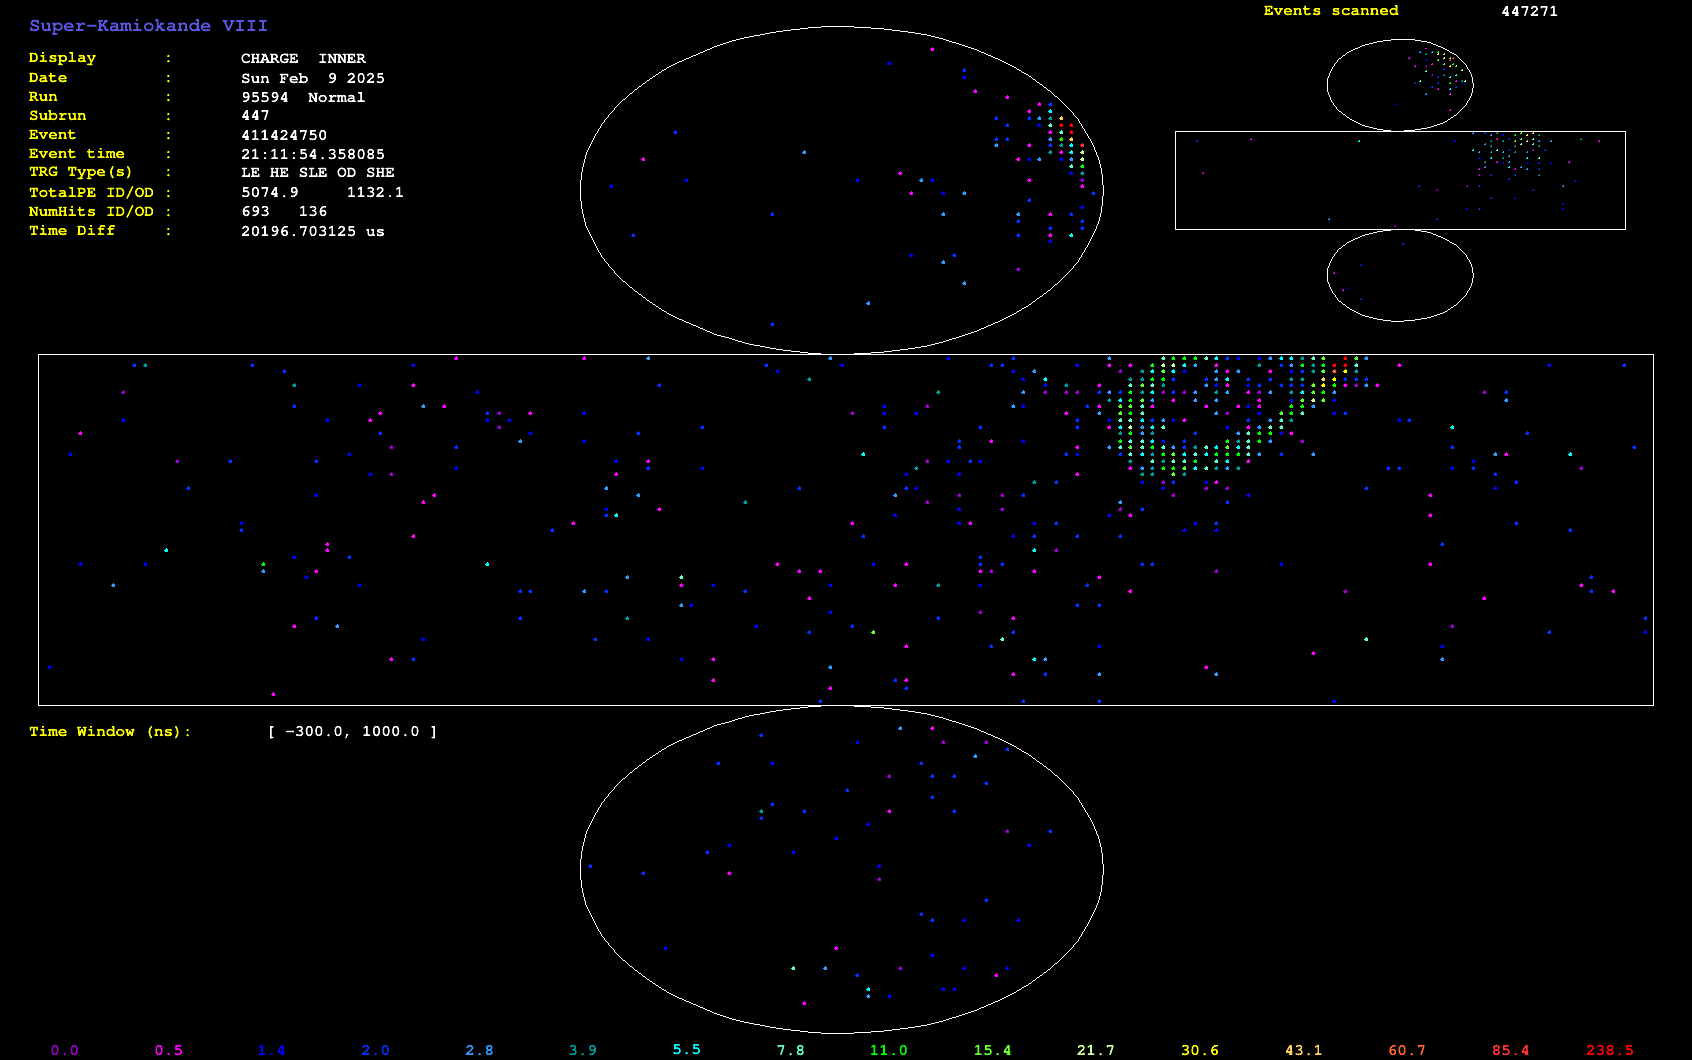 Super-Kamiokande VIII
Events scanned 447271
Display : CHARGE INNER
Date : Sun Feb 9 2025
Run : 95594 Normal
Subrun : 447
Event : 411424750
Event time : 21:11:54.358085
TRG Type(s) : LE HE SLE OD SHE
TotalPE ID/OD : 5074.9 1132.1
NumHits ID/OD : 693 136
Time Diff : 20196.703125 us
Time Window (ns): [ -300.0, 1000.0 ]
0.0 0.5 1.4 2.0 2.8 3.9 5.5 7.8 11.0 15.4 21.7 30.6 43.1 60.7 85.4 238.5